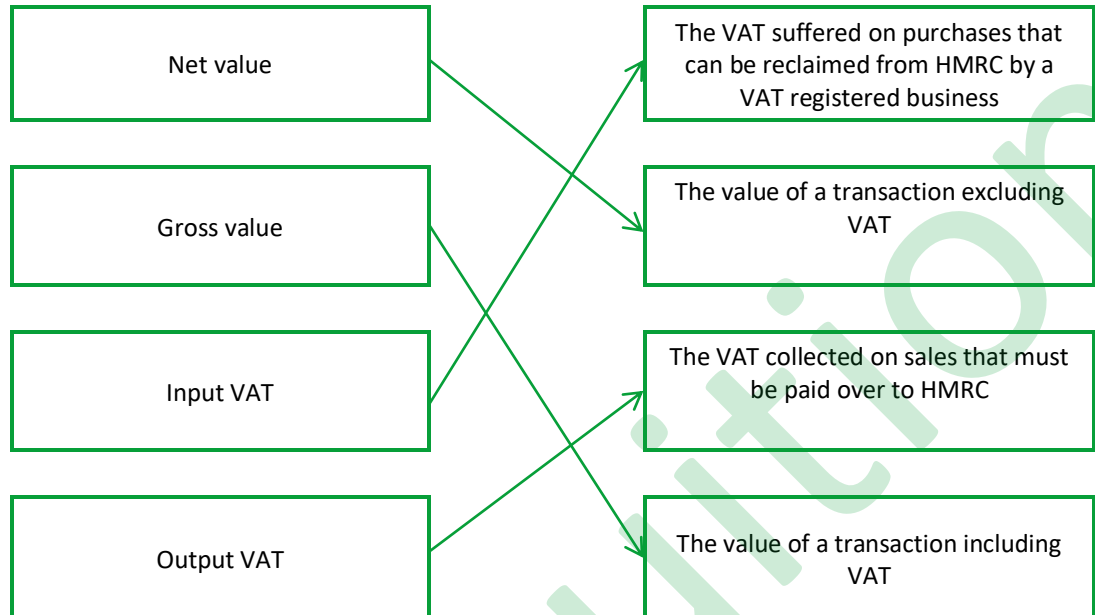 Net value
The VAT suffered on purchases that
can be reclaimed from HMRC by a
VAT registered business
Gross value
The value of a transaction excluding
VAT
Input VAT
The VAT collected on sales that must
be paid over to HMRC
Output VAT
The value of a transaction including
VAT